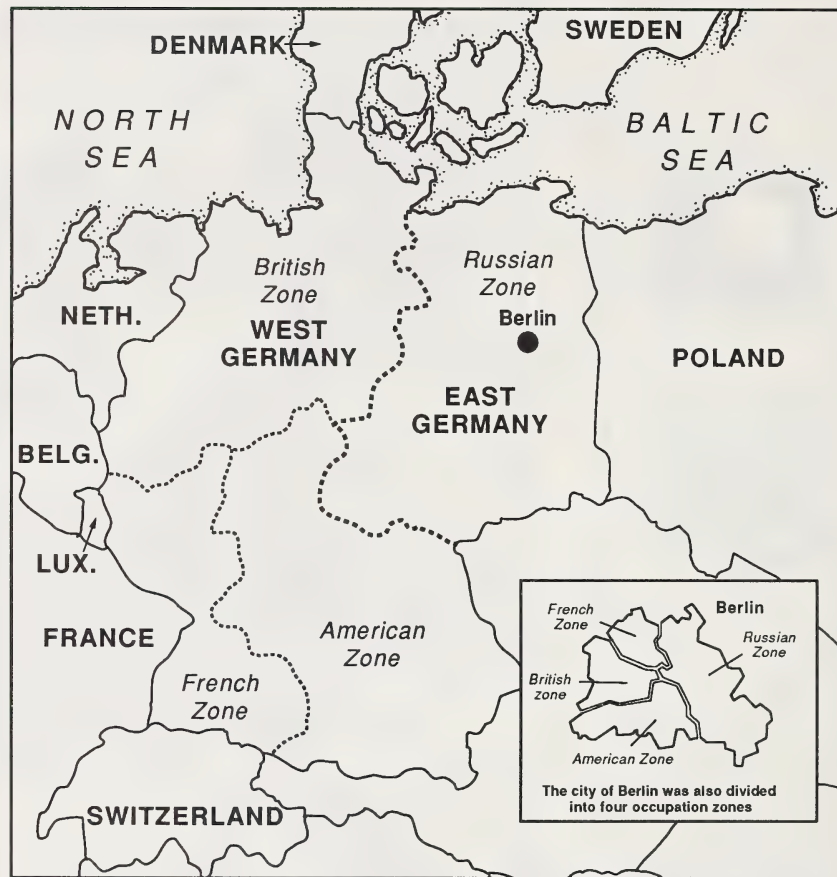 DENMARK
SWEDEN
NORTH
SEA
BALTIC
SEA
British
Zone
Russian
Zone
Berlin
NETH.
WEST
GERMANY
POLAND
EAST
GERMANY
BELG.
LUX.
FRANCE
American
Zone
French
Zone
SWITZERLAND
Berlin
French
Zone
Russian
Zone
British
zone
American Zone
The city of Berlin was also divided
into four occupation zones